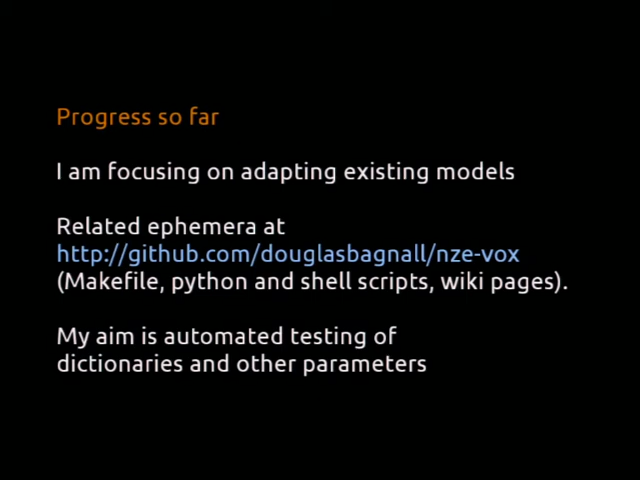 Progress so far
I am focusing on adapting existing models
Related ephemera at
http://github.com/douglasbagnall/nze-vox
(Makefile, python and shell scripts, wiki pages).
My aim is automated testing of
dictionaries and other parameters